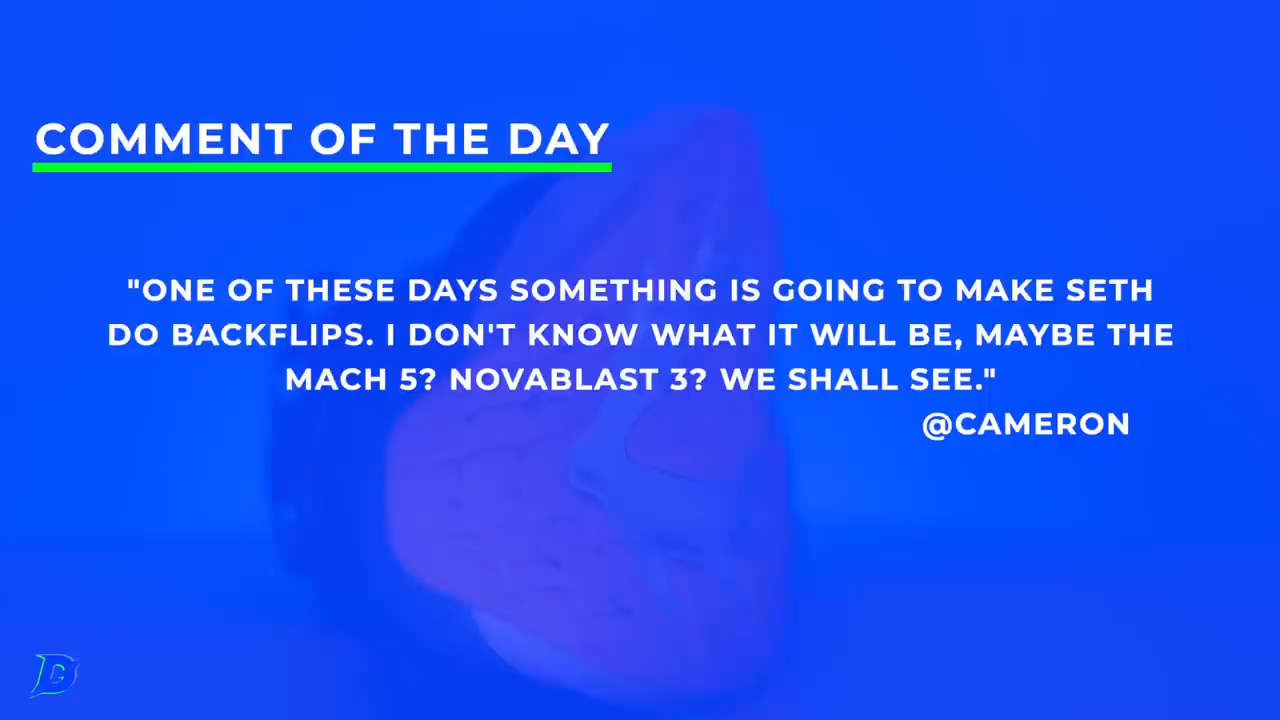 COMMENT OF THE DAY
"ONE OF THESE DAYS SOMETHING IS GOING TO MAKE SETH
DO BACKFLIPS. I DON'T KNOW WHAT IT WILL BE, MAYBE THE
MACH 5? NOVABLAST 3? WE SHALL SEE."
@CAMERON